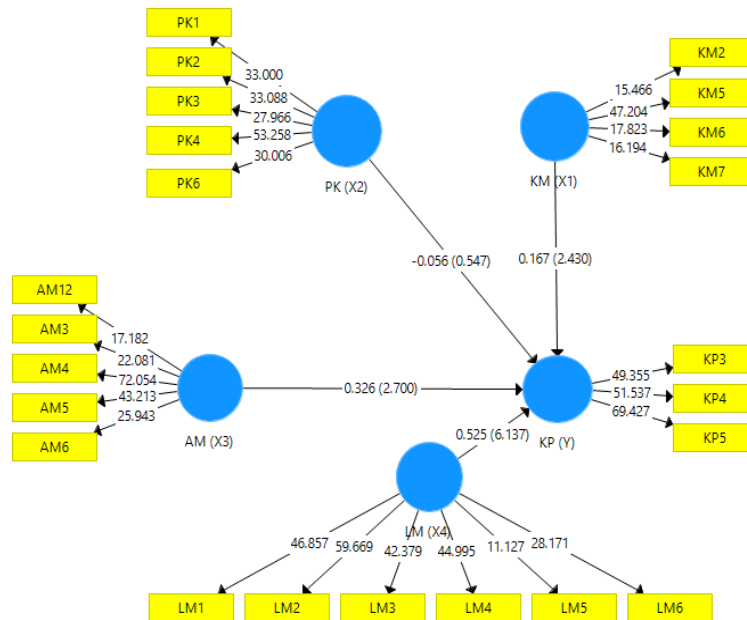 PK1
PK2
PK3
PK4
PK6
33.000
33.088
27.966
53.258
30.006
PK (X2)
KM2
KM5
KM6
KM7
15.466
47.204
17.823
16.194
KM (X1)
-0.056 (0.547)
0.167 (2.430)
AM12
AM3
AM4
AM5
AM6
17.182
22.081
72.054
43.213
25.943
AM (X3)
0.326 (2.700)
KP3
KP4
KP5
49.355
51.537
69.427
KP (Y)
0.525 (6.137)
LM (X4)
46.857
59.669
42.379
44.995
11.127
28.171
LM1
LM2
LM3
LM4
LM5
LM6